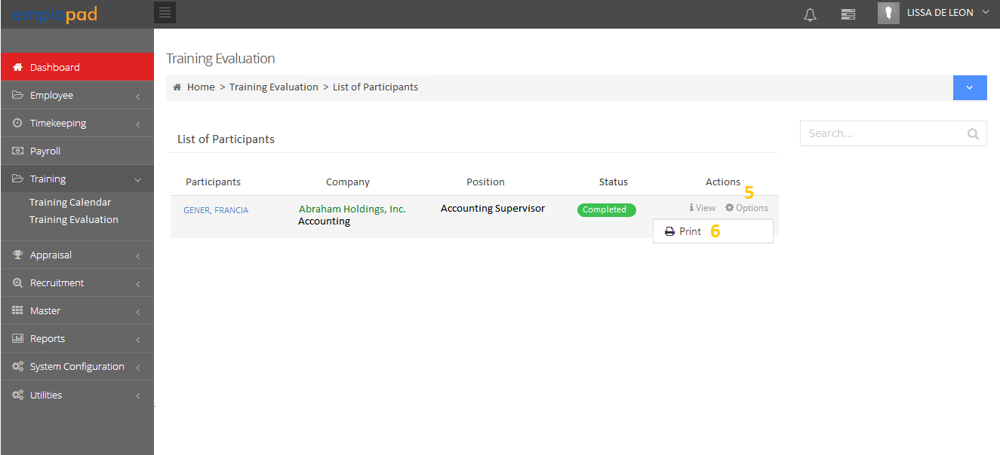 emplopad
LISSA DE LEON
Dashboard
Employee
Timekeeping
Payroll
Training
Training Calendar
Training Evaluation
Appraisal
Recruitment
Master
Reports
System Configuration
Utilities
Training Evaluation
Home > Training Evaluation > List of Participants
List of Participants
Search...
Participants Company Position Status Actions
5
GENER, FRANCIA Abraham Holdings, Inc. Accounting Supervisor Completed View Options
Accounting
Print 6